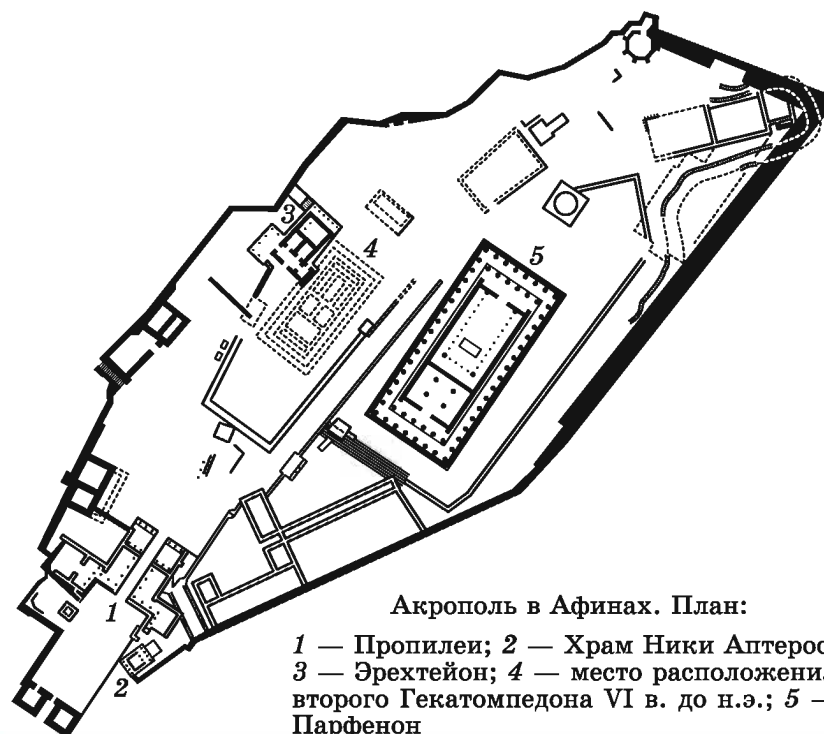 3
4
5
1
2
Акрополь в Афинах. План:
1 — Пропилеи; 2 — Храм Ники Аптерос
3 — Эрехтейон; 4 — место расположени
второго Гекатомпедона VI в. до н.э.; 5 —
Парфенон